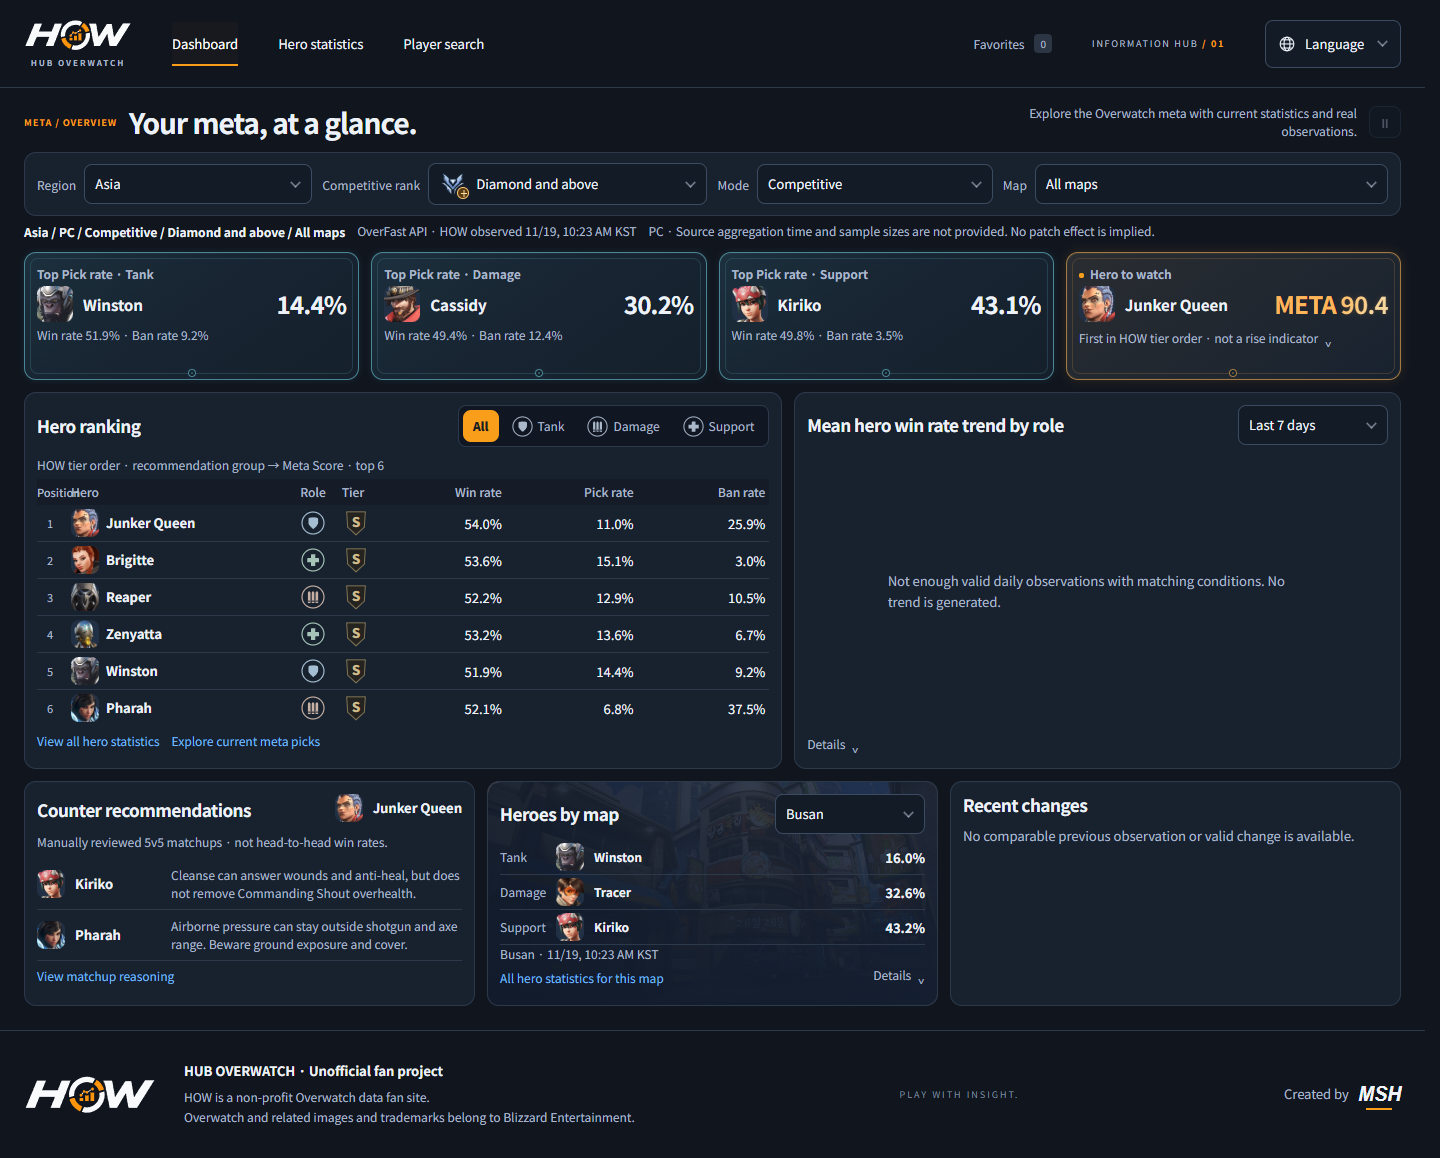 HOW
HUB OVERWATCH
Dashboard
Hero statistics
Player search
Favorites 0
INFORMATION HUB / 01
Language
META / OVERVIEW
Your meta, at a glance.
Explore the Overwatch meta with current statistics and real
observations.
Region
Asia
Competitive rank
Diamond and above
Mode
Competitive
Map
All maps
Asia / PC / Competitive / Diamond and above / All maps
OverFast API · HOW observed 11/19, 10:23 AM KST
PC · Source aggregation time and sample sizes are not provided. No patch effect is implied.
Top Pick rate · Tank
Winston
14.4%
Win rate 51.9% · Ban rate 9.2%
Top Pick rate · Damage
Cassidy
30.2%
Win rate 49.4% · Ban rate 12.4%
Top Pick rate · Support
Kiriko
43.1%
Win rate 49.8% · Ban rate 3.5%
Hero to watch
Junker Queen
META 90.4
First in HOW tier order · not a rise indicator
Hero ranking
All
Tank
Damage
Support
HOW tier order · recommendation group → Meta Score · top 6
Position Hero Role Tier Win rate Pick rate Ban rate
1 Junker Queen S 54.0% 11.0% 25.9%
2 Brigitte S 53.6% 15.1% 3.0%
3 Reaper S 52.2% 12.9% 10.5%
4 Zenyatta S 53.2% 13.6% 6.7%
5 Winston S 51.9% 14.4% 9.2%
6 Pharah S 52.1% 6.8% 37.5%
View all hero statistics
Explore current meta picks
Mean hero win rate trend by role
Last 7 days
Not enough valid daily observations with matching conditions. No
trend is generated.
Details
Counter recommendations
Junker Queen
Manually reviewed 5v5 matchups · not head-to-head win rates.
Kiriko
Cleanse can answer wounds and anti-heal, but does
not remove Commanding Shout overhealth.
Pharah
Airborne pressure can stay outside shotgun and axe
range. Beware ground exposure and cover.
View matchup reasoning
Heroes by map
Busan
Tank Winston 16.0%
Damage Tracer 32.6%
Support Kiriko 43.2%
Busan · 11/19, 10:23 AM KST
All hero statistics for this map
Details
Recent changes
No comparable previous observation or valid change is available.
HOW
HUB OVERWATCH · Unofficial fan project
HOW is a non-profit Overwatch data fan site.
Overwatch and related images and trademarks belong to Blizzard Entertainment.
PLAY WITH INSIGHT.
Created by MSH